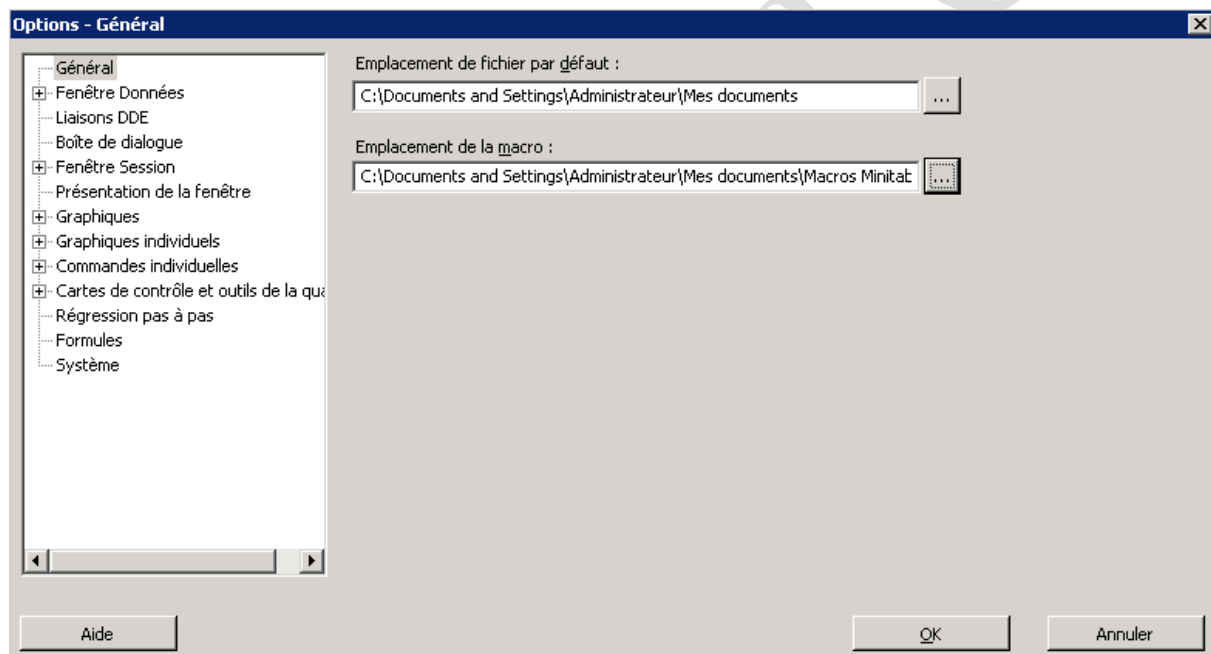 Options - Général
Général
Fenêtre Données
Liaisons DDE
Boîte de dialogue
Fenêtre Session
Présentation de la fenêtre
Graphiques
Graphiques individuels
Commandes individuelles
Cartes de contrôle et outils de la qua
Régression pas à pas
Formules
Système
Emplacement de fichier par défaut :
C:\Documents and Settings\Administrateur\Mes documents
...
Emplacement de la macro :
C:\Documents and Settings\Administrateur\Mes documents\Macros Minitab
...
Aide
OK
Annuler